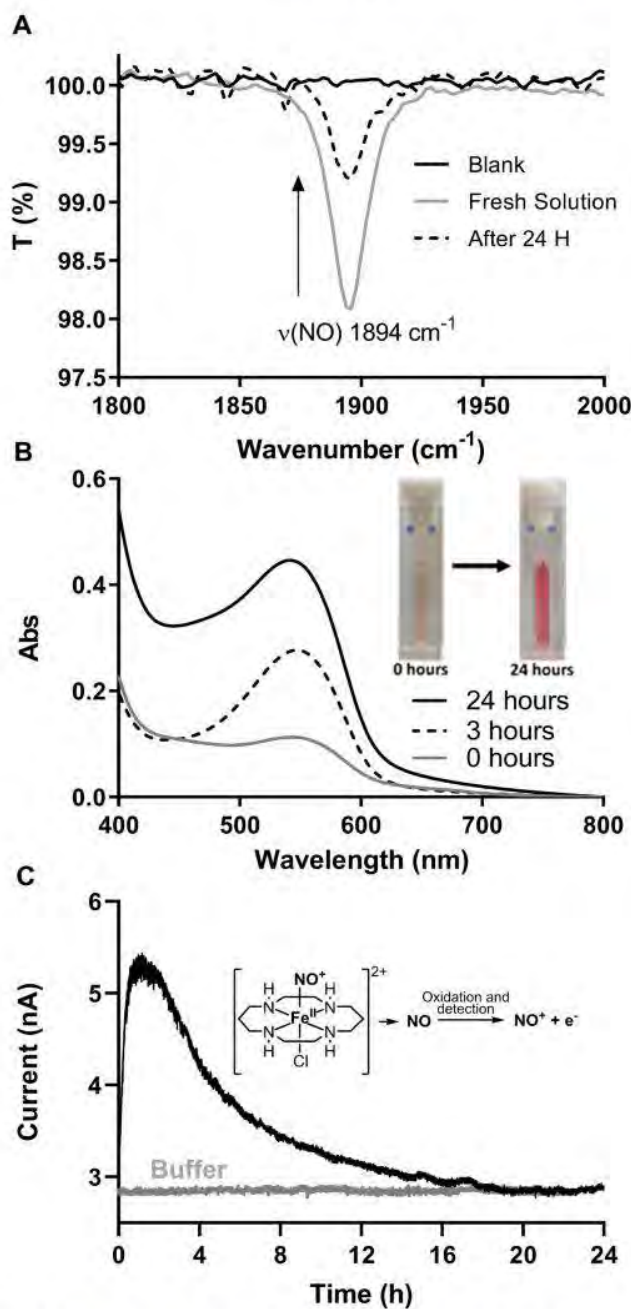 A
T (%)
100.0
99.5
99.0
98.5
98.0
97.5
Blank
Fresh Solution
After 24 H
ν(NO) 1894 cm⁻¹
1800 1850 1900 1950 2000
Wavenumber (cm⁻¹)
B
Abs
0.6
0.4
0.2
0.0
0 hours 24 hours
24 hours
3 hours
0 hours
400 500 600 700 800
Wavelength (nm)
C
Current (nA)
6
5
4
3
2
NO⁺ 2+
H H
N N
Feᴵᴵ
N N
H H
Cl
NO Oxidation and detection NO⁺ + e⁻
Buffer
0 4 8 12 16 20 24
Time (h)